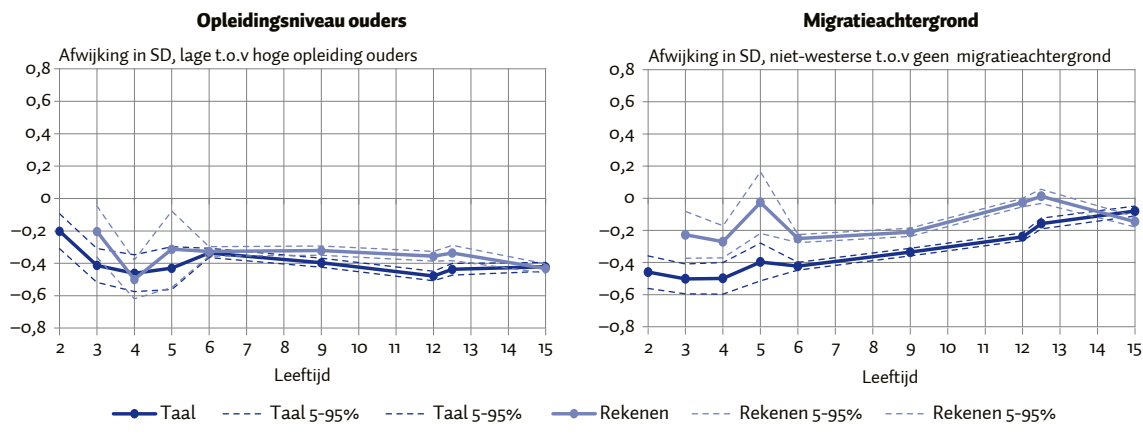 Opleidingsniveau ouders
Afwijking in SD, lage t.o.v hoge opleiding ouders
0,8
0,6
0,4
0,2
0
–0,2
–0,4
–0,6
–0,8
2 3 4 5 6 7 8 9 10 11 12 13 14 15
Leeftijd
Migratieachtergrond
Afwijking in SD, niet-westerse t.o.v geen migratieachtergrond
0,8
0,6
0,4
0,2
0
–0,2
–0,4
–0,6
–0,8
2 3 4 5 6 7 8 9 10 11 12 13 14 15
Leeftijd
Taal Taal 5-95% Taal 5-95% Rekenen Rekenen 5-95% Rekenen 5-95%